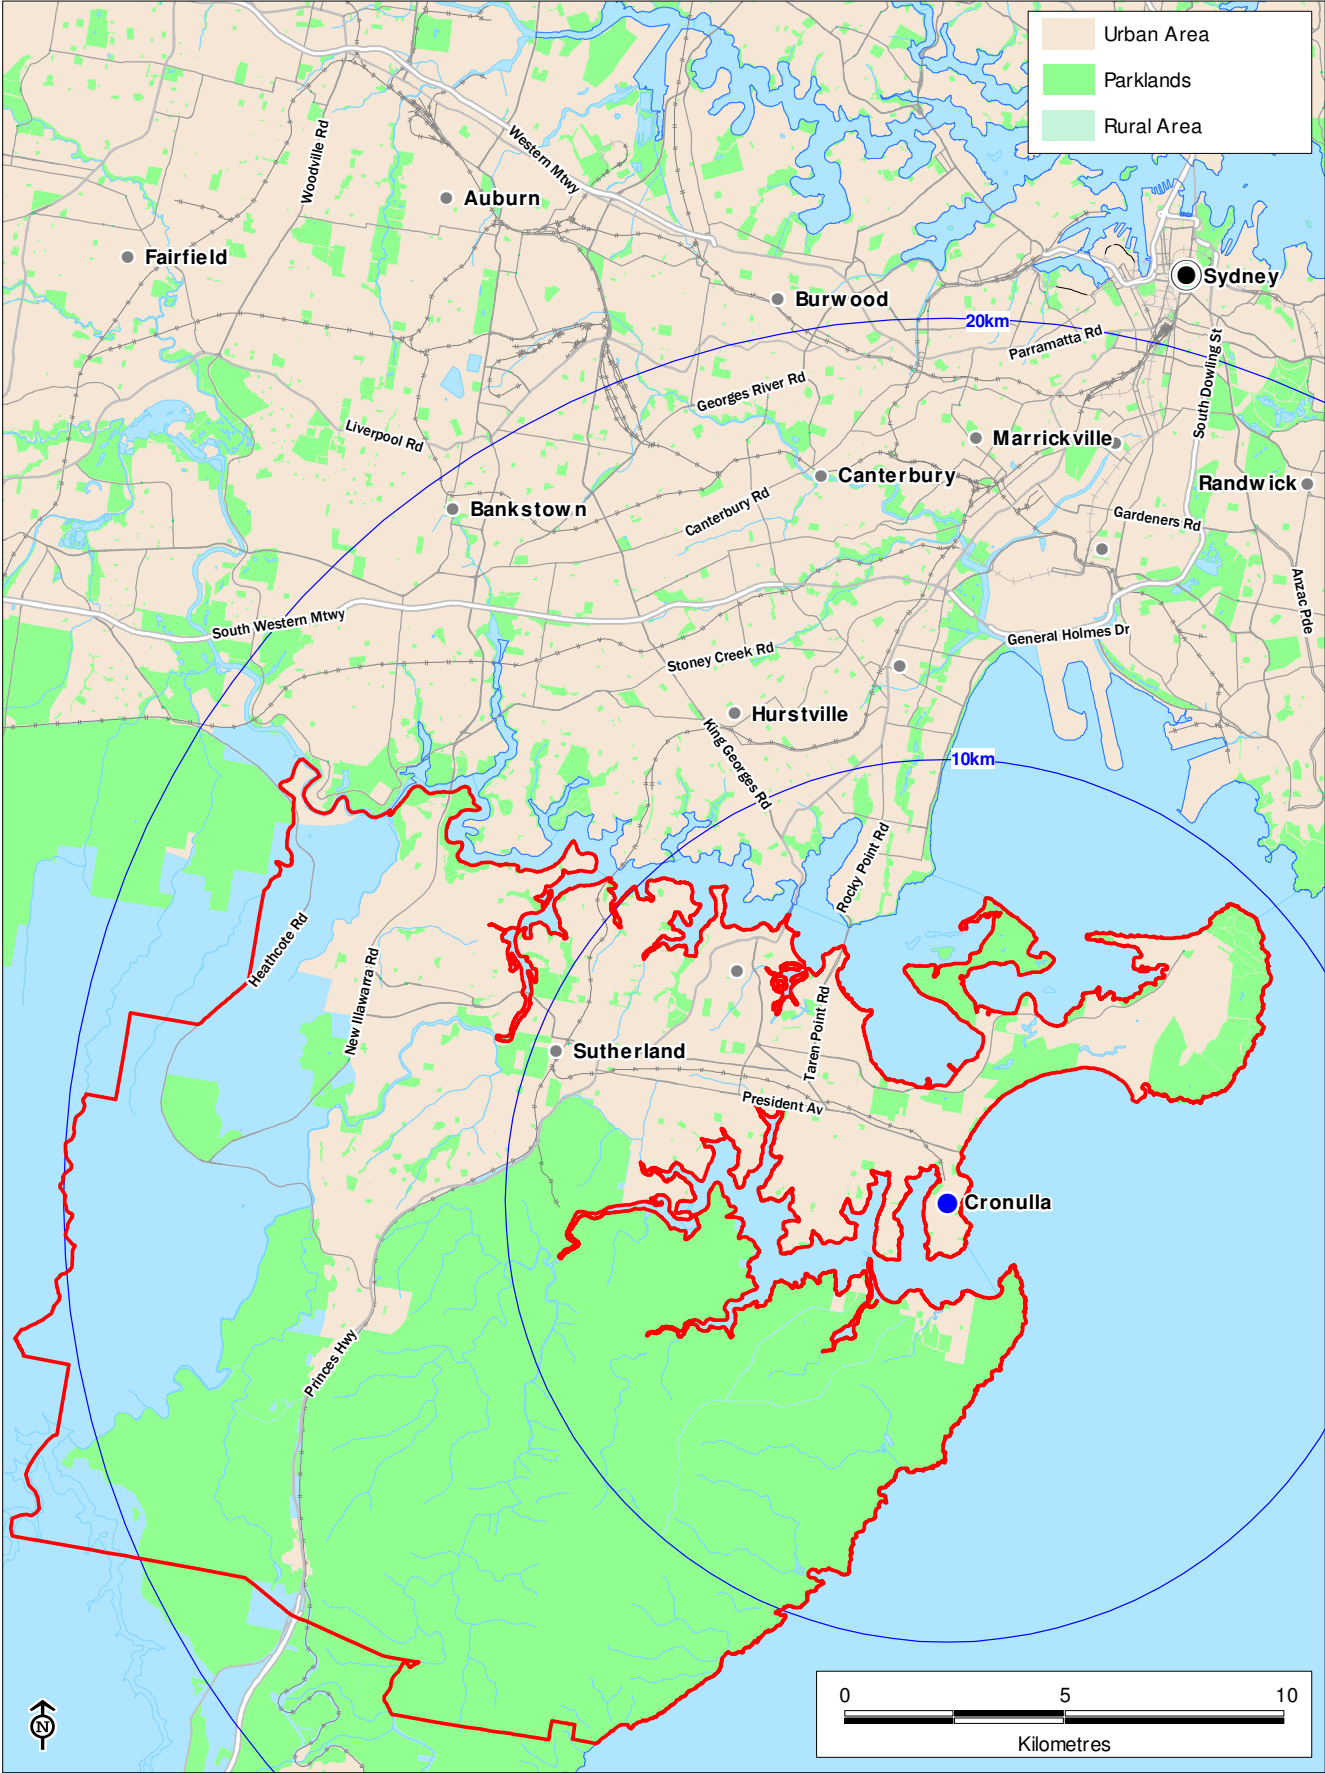 Urban Area
Parklands
Rural Area
Woodville Rd
Western Mtwy
Auburn
Fairfield
Sydney
Burwood
20km
Parramatta Rd
South Dowling St
Georges River Rd
Liverpool Rd
Marrickville
Canterbury
Randwick
Bankstown
Canterbury Rd
Gardeners Rd
Anzac Pde
South Western Mtwy
General Holmes Dr
Stoney Creek Rd
Hurstville
King Georges Rd
10km
Rocky Point Rd
Heathcote Rd
New Illawarra Rd
Taren Point Rd
Sutherland
President Av
Cronulla
Princes Hwy
0 5 10
Kilometres
N